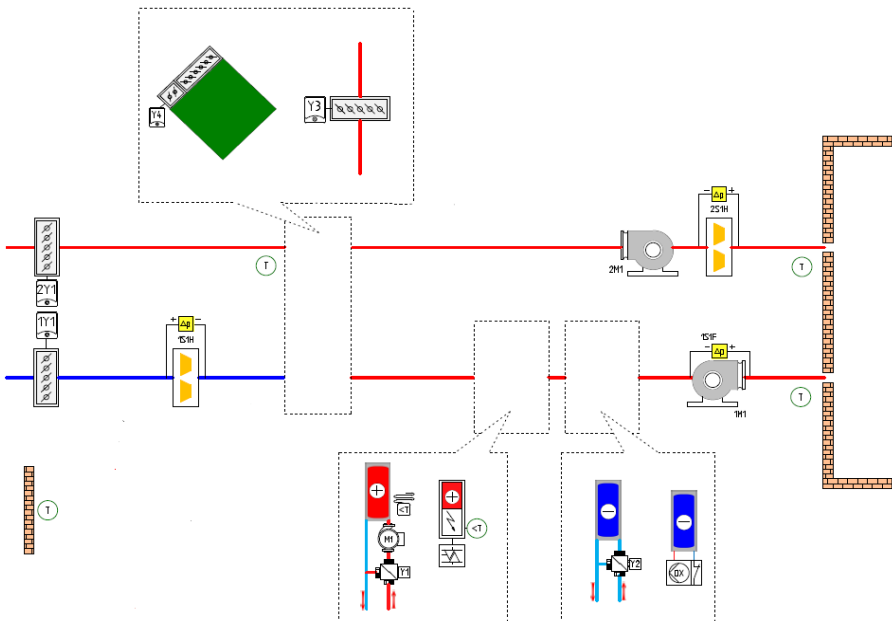 Y4
Y3
- Δp +
2S1H
T
2M1
T
2Y1
1Y1
+ Δp -
1S1H
1S1F
- Δp +
1M1
T
T
+
<T
M1
Y1
+
<T
-
Y2
-
DX